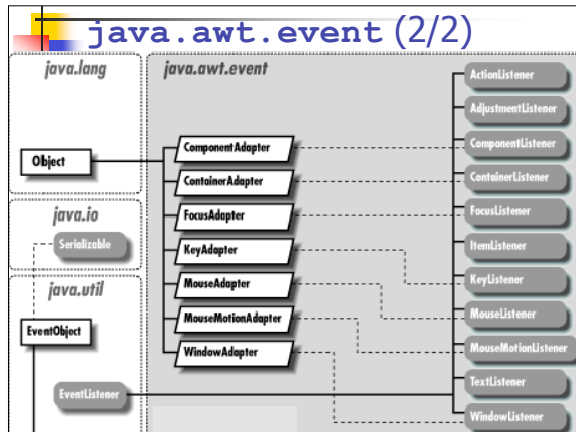 java.awt.event (2/2)
java.lang
java.awt.event
ActionListener
AdjustmentListener
ComponentAdapter
ComponentListener
Object
ContainerAdapter
ContainerListener
java.io
FocusAdapter
FocusListener
Serializable
KeyAdapter
ItemListener
java.util
MouseAdapter
KeyListener
EventObject
MouseMotionAdapter
MouseListener
WindowAdapter
MouseMotionListener
EventListener
TextListener
WindowListener